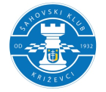 ŠAHOVSKI KLUB
OD 1932
KRIŽEVCI